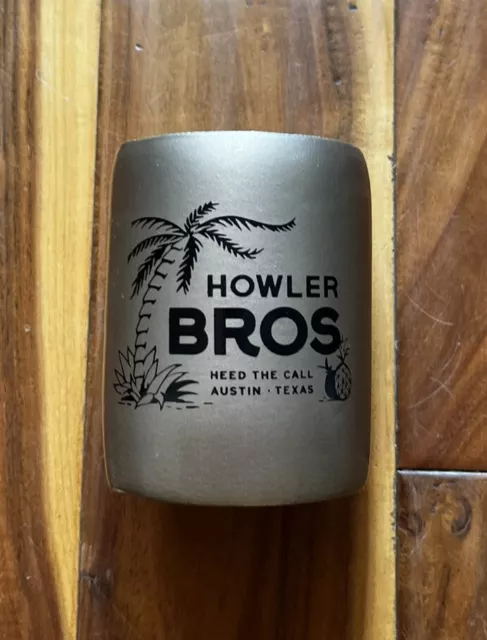 HOWLER
BROS
HEED THE CALL
AUSTIN · TEXAS